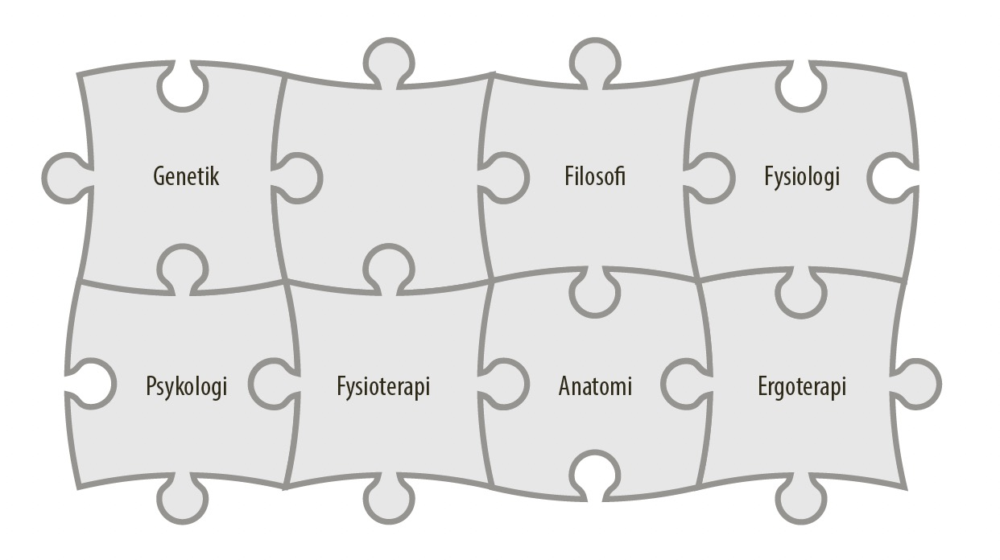 Genetik
Filosofi
Fysiologi
Psykologi
Fysioterapi
Anatomi
Ergoterapi